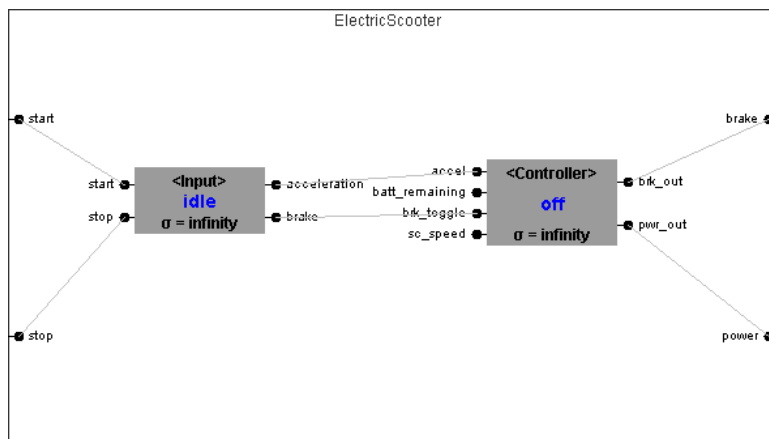 ElectricScooter
start
brake
<Input>
idle
σ = infinity
start
stop
acceleration
brake
accel
batt_remaining
brk_toggle
sc_speed
<Controller>
off
σ = infinity
brk_out
pwr_out
stop
power